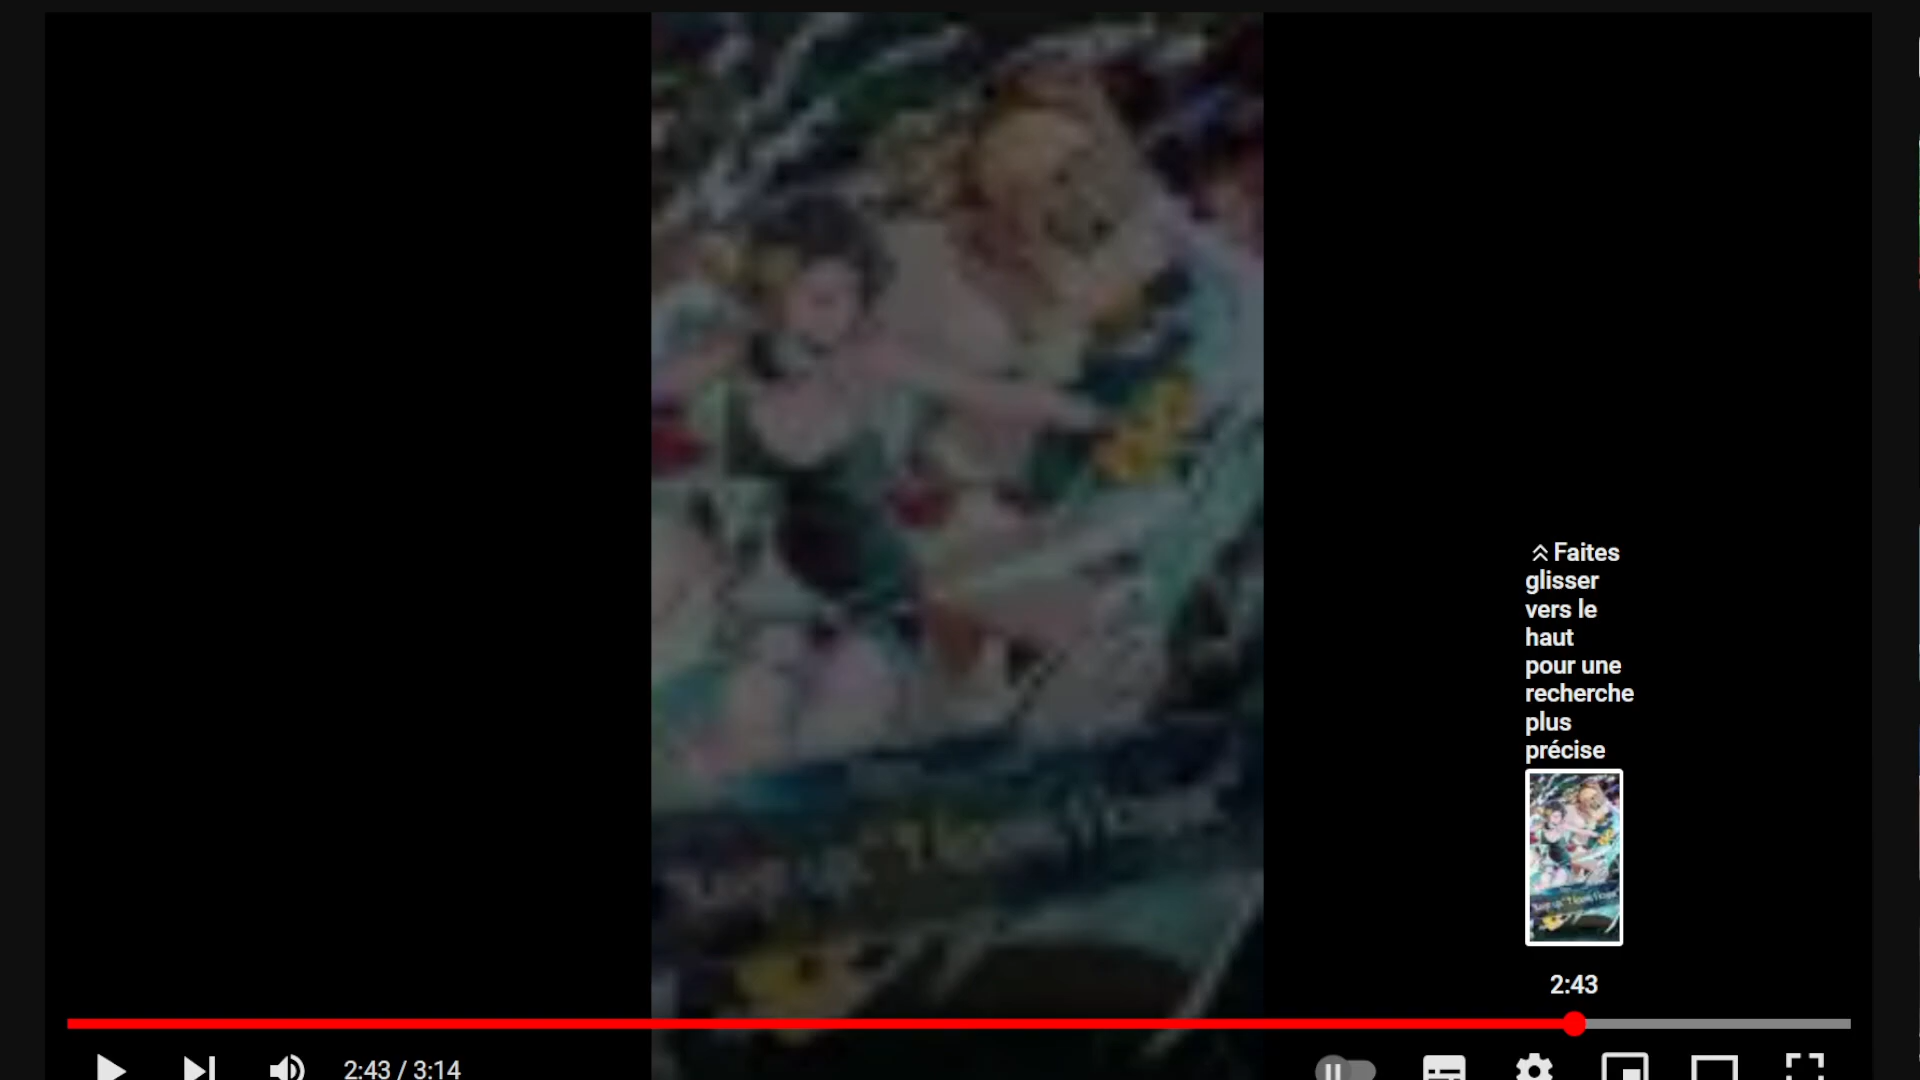 Faites
glisser
vers le
haut
pour une
recherche
plus
précise
2:43
2:43 / 3:14